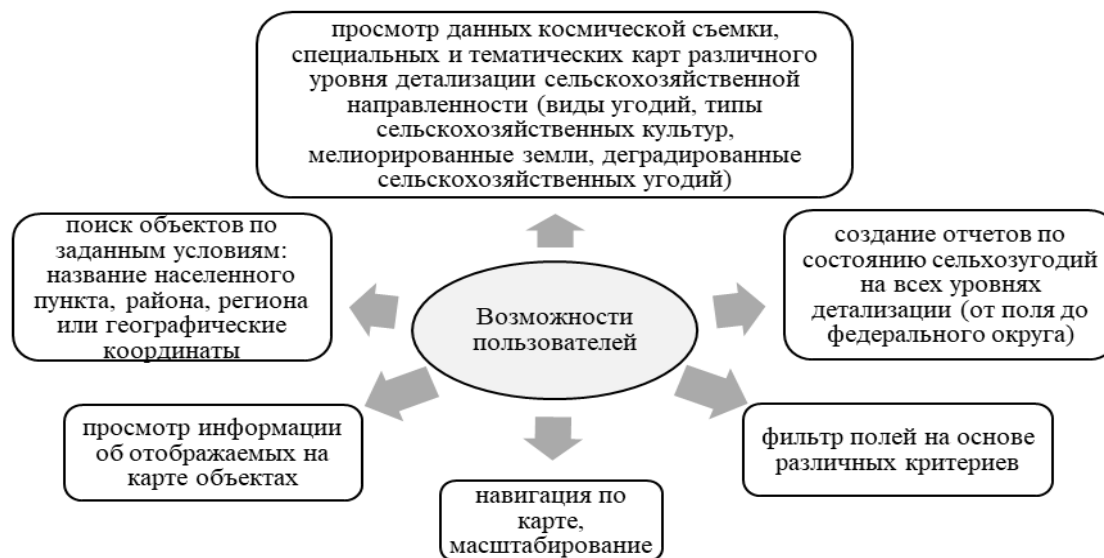 просмотр данных космической съемки,
специальных и тематических карт различного
уровня детализации сельскохозяйственной
направленности (виды угодий, типы
сельскохозяйственных культур,
мелиорированные земли, деградированные
сельскохозяйственных угодий)
поиск объектов по
заданным условиям:
название населенного
пункта, района, региона
или географические
координаты
Возможности
пользователей
создание отчетов по
состоянию сельхозугодий
на всех уровнях
детализации (от поля до
федерального округа)
просмотр информации
об отображаемых на
карте объектах
навигация по
карте,
масштабирование
фильтр полей на основе
различных критериев